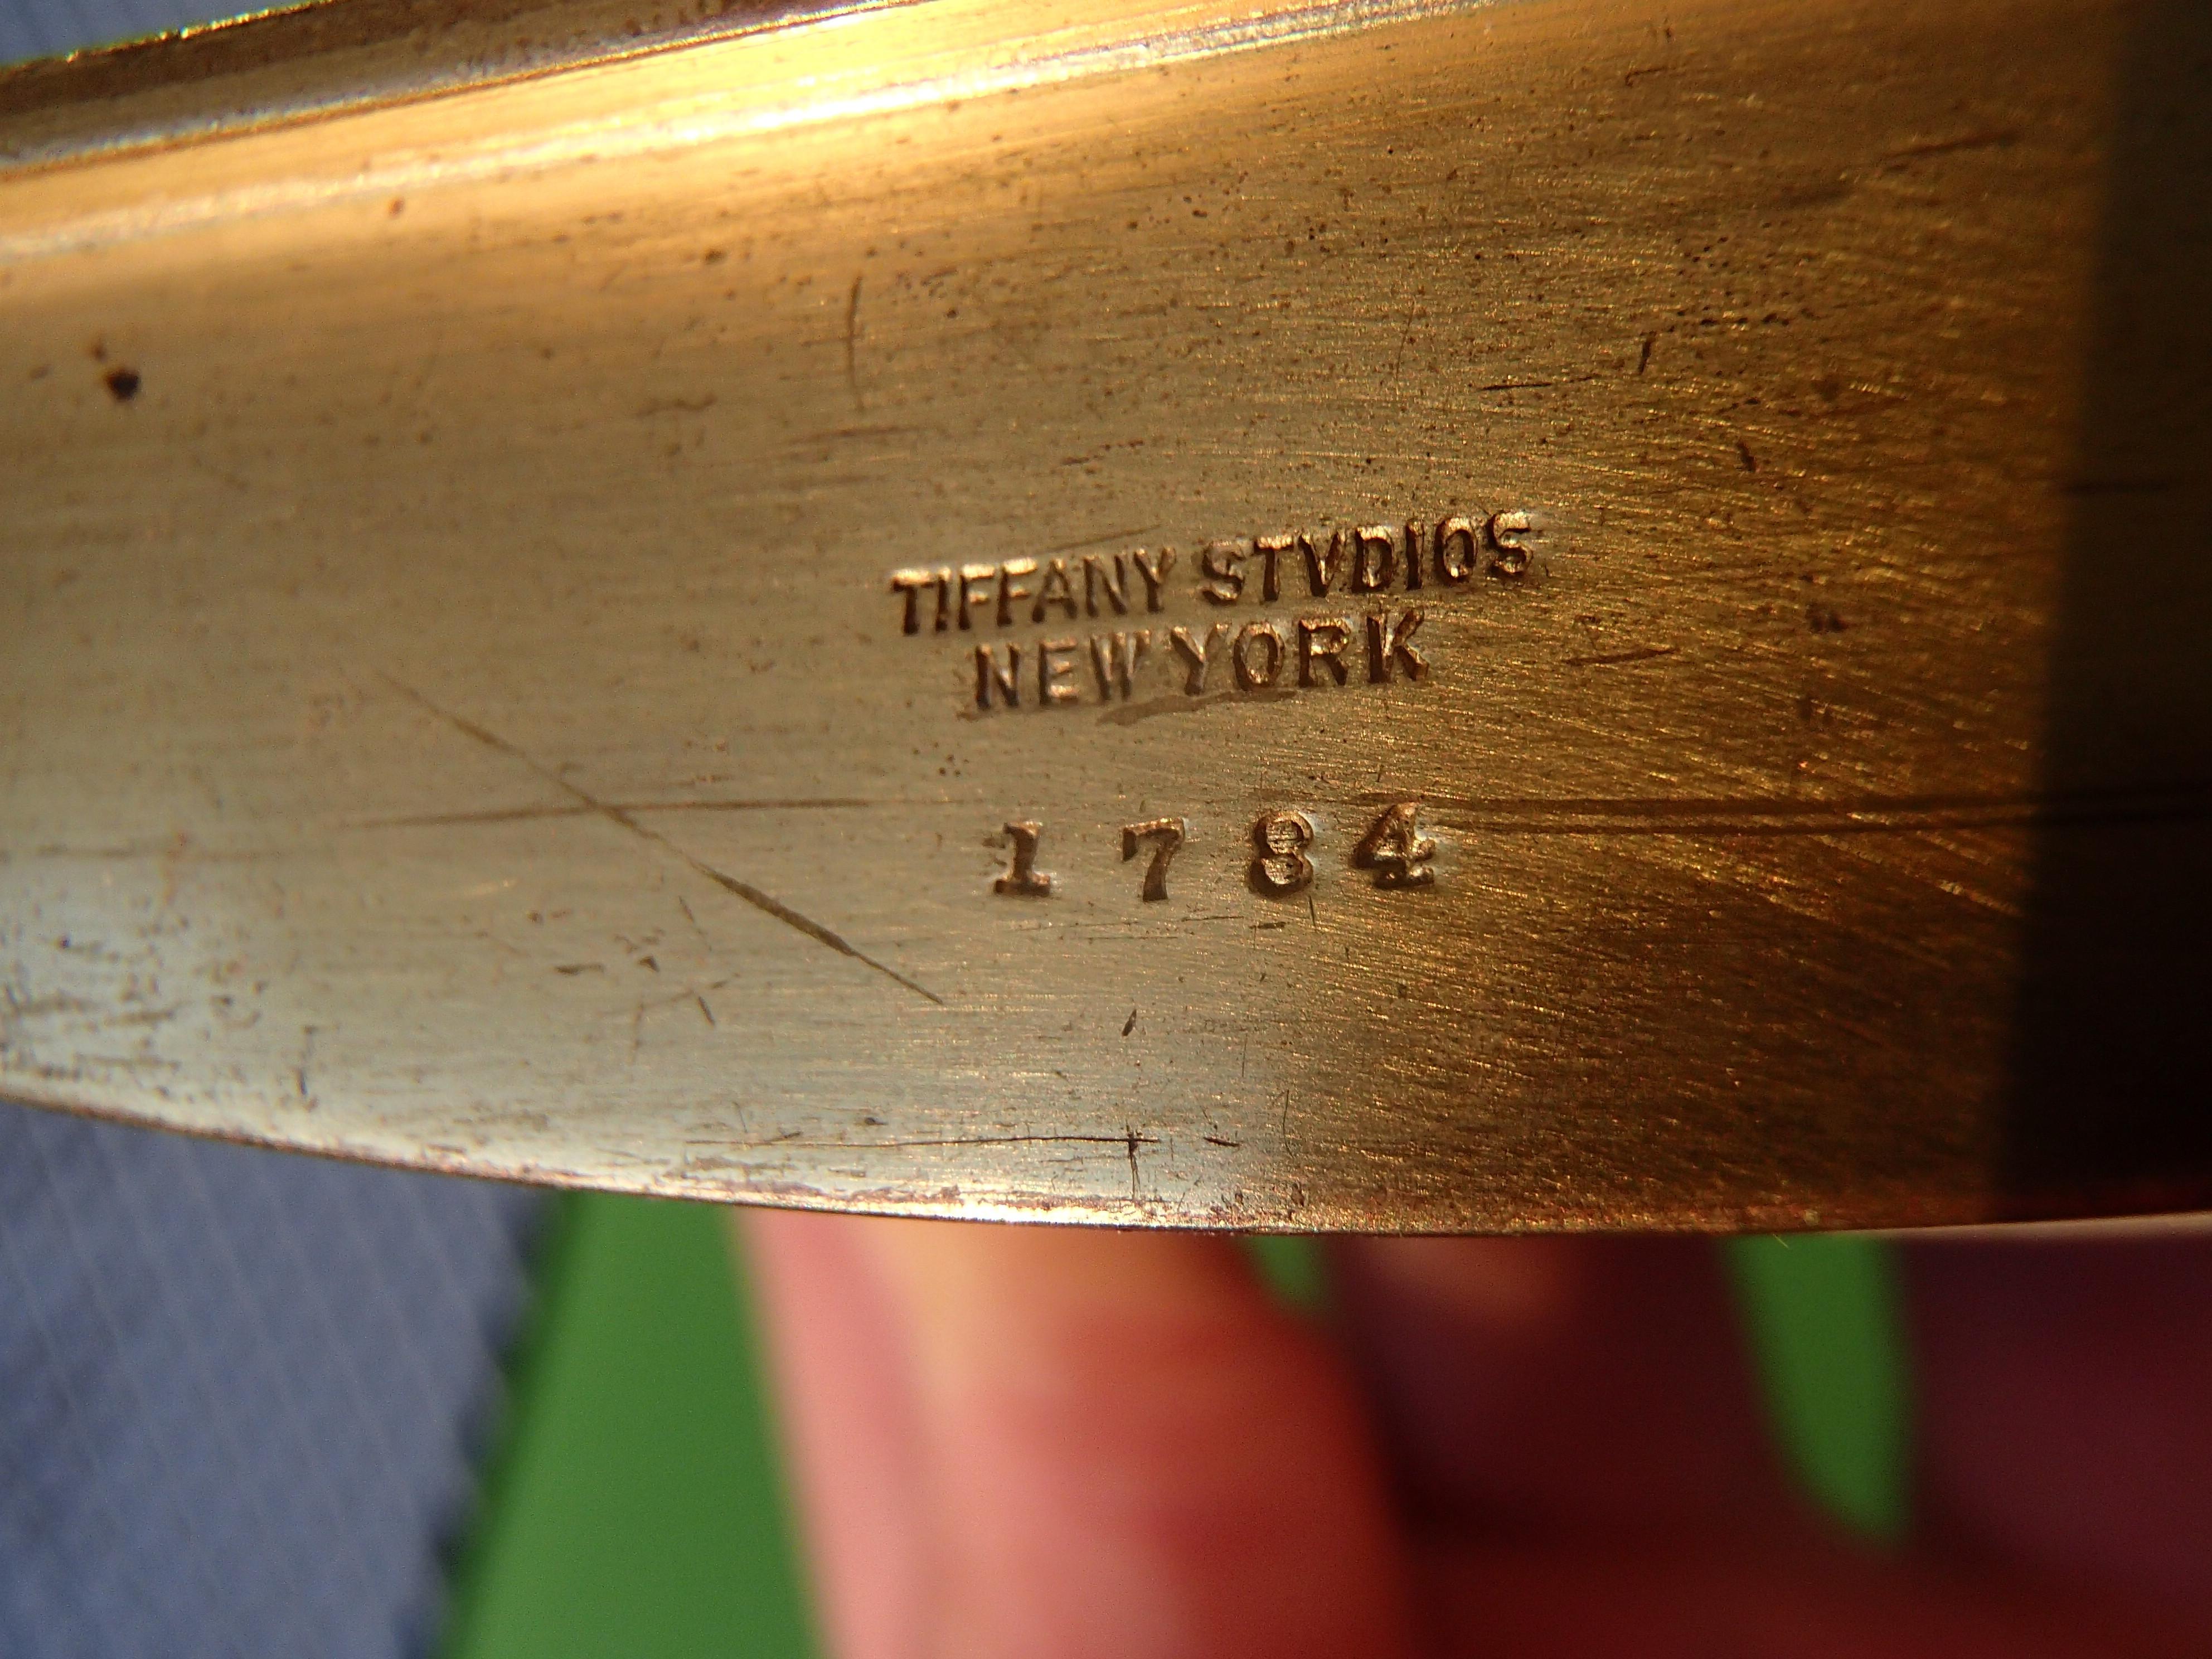 TIFFANY STVDIOS
NEW YORK
1784